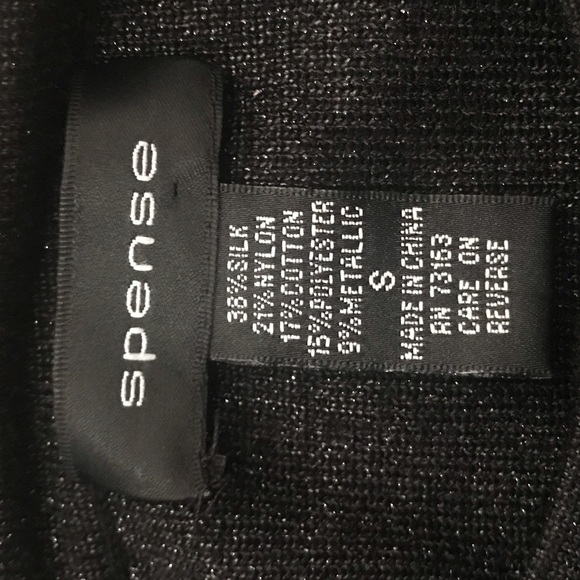 spense
38%SILK
21%NYLON
17%COTTON
15%POLYESTER
9%METALLIC
S
MADE IN CHINA
RN 73163
CARE ON
REVERSE